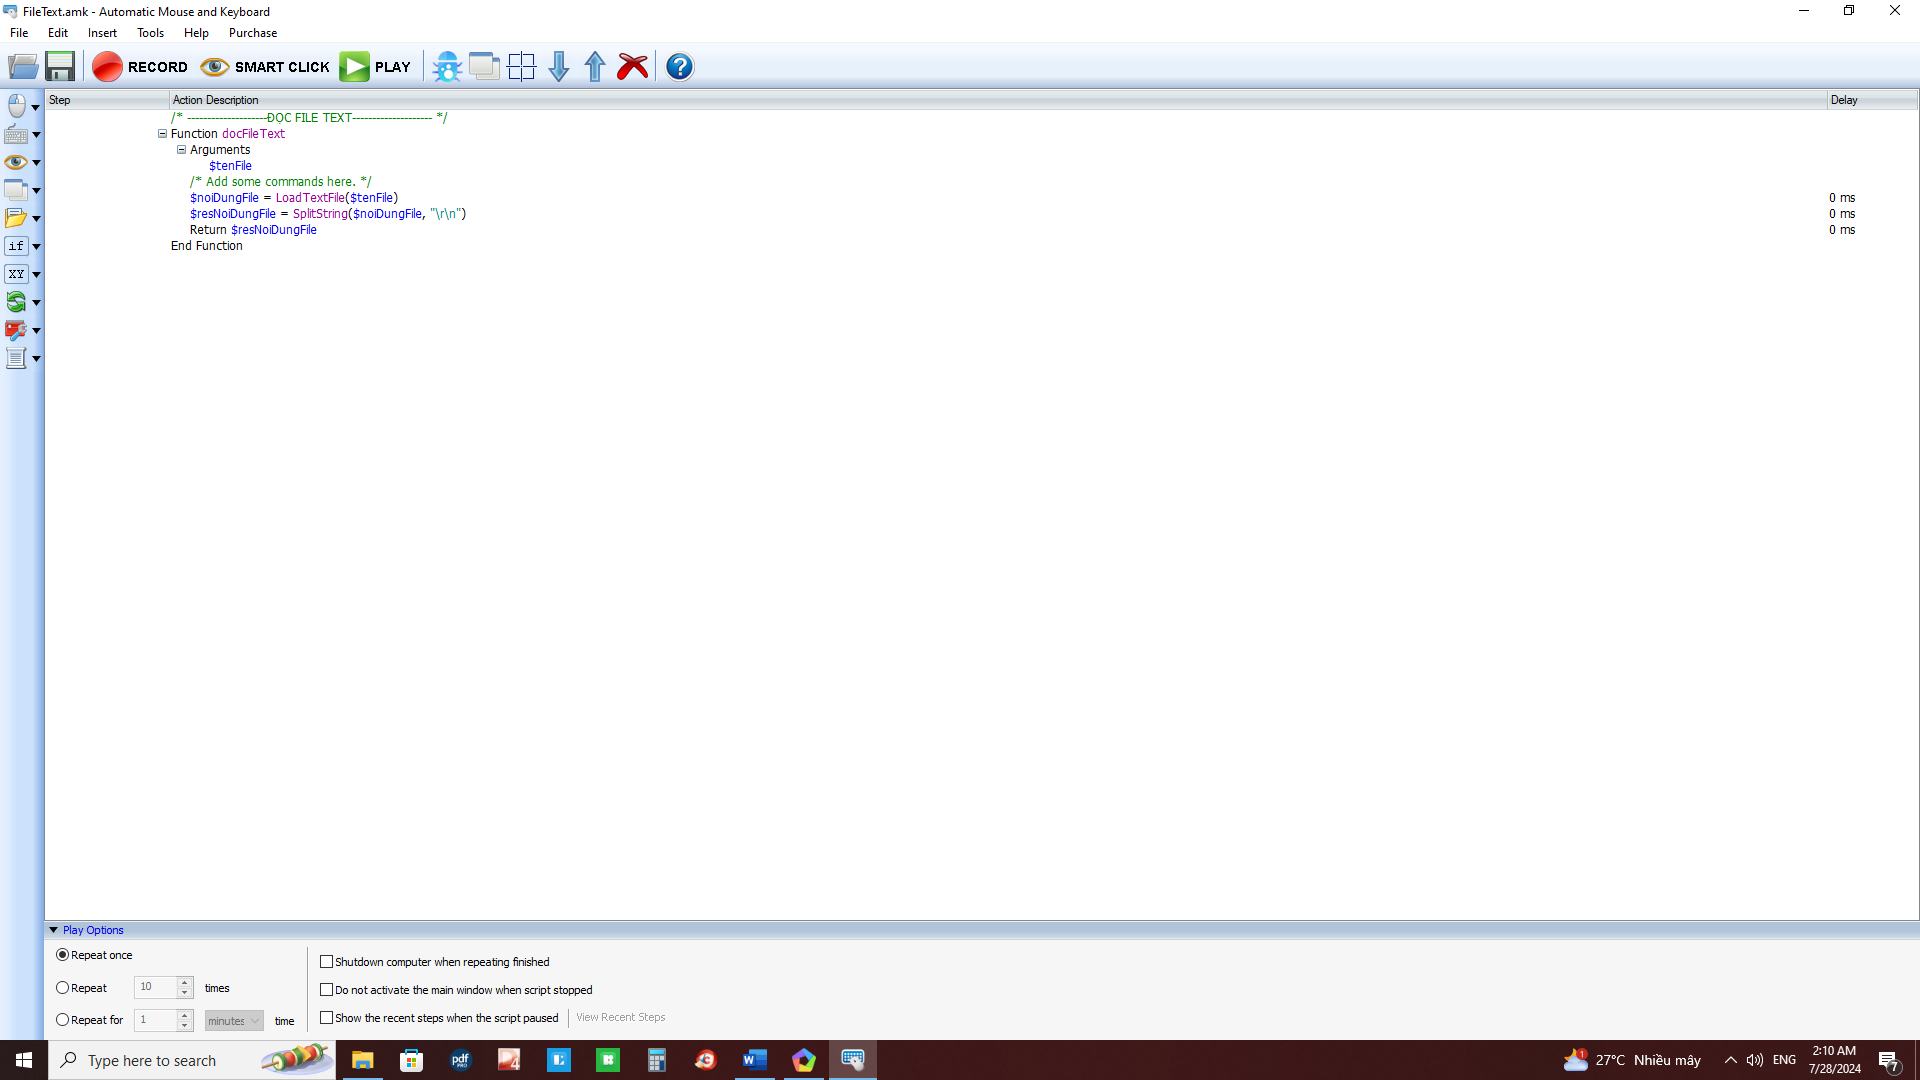 FileText.amk - Automatic Mouse and Keyboard
File Edit Insert Tools Help Purchase
RECORD SMART CLICK PLAY
Step Action Description Delay
/* --------------------ĐỌC FILE TEXT-------------------- */
Function docFileText
Arguments
$tenFile
/* Add some commands here. */
$noiDungFile = LoadTextFile($tenFile) 0 ms
$resNoiDungFile = SplitString($noiDungFile, "\r\n") 0 ms
Return $resNoiDungFile 0 ms
End Function
if
XY
Play Options
Repeat once
Repeat 10 times
Repeat for 1 minutes time
Shutdown computer when repeating finished
Do not activate the main window when script stopped
Show the recent steps when the script paused View Recent Steps
Type here to search
27°C Nhiều mây ENG 2:10 AM
7/28/2024
7